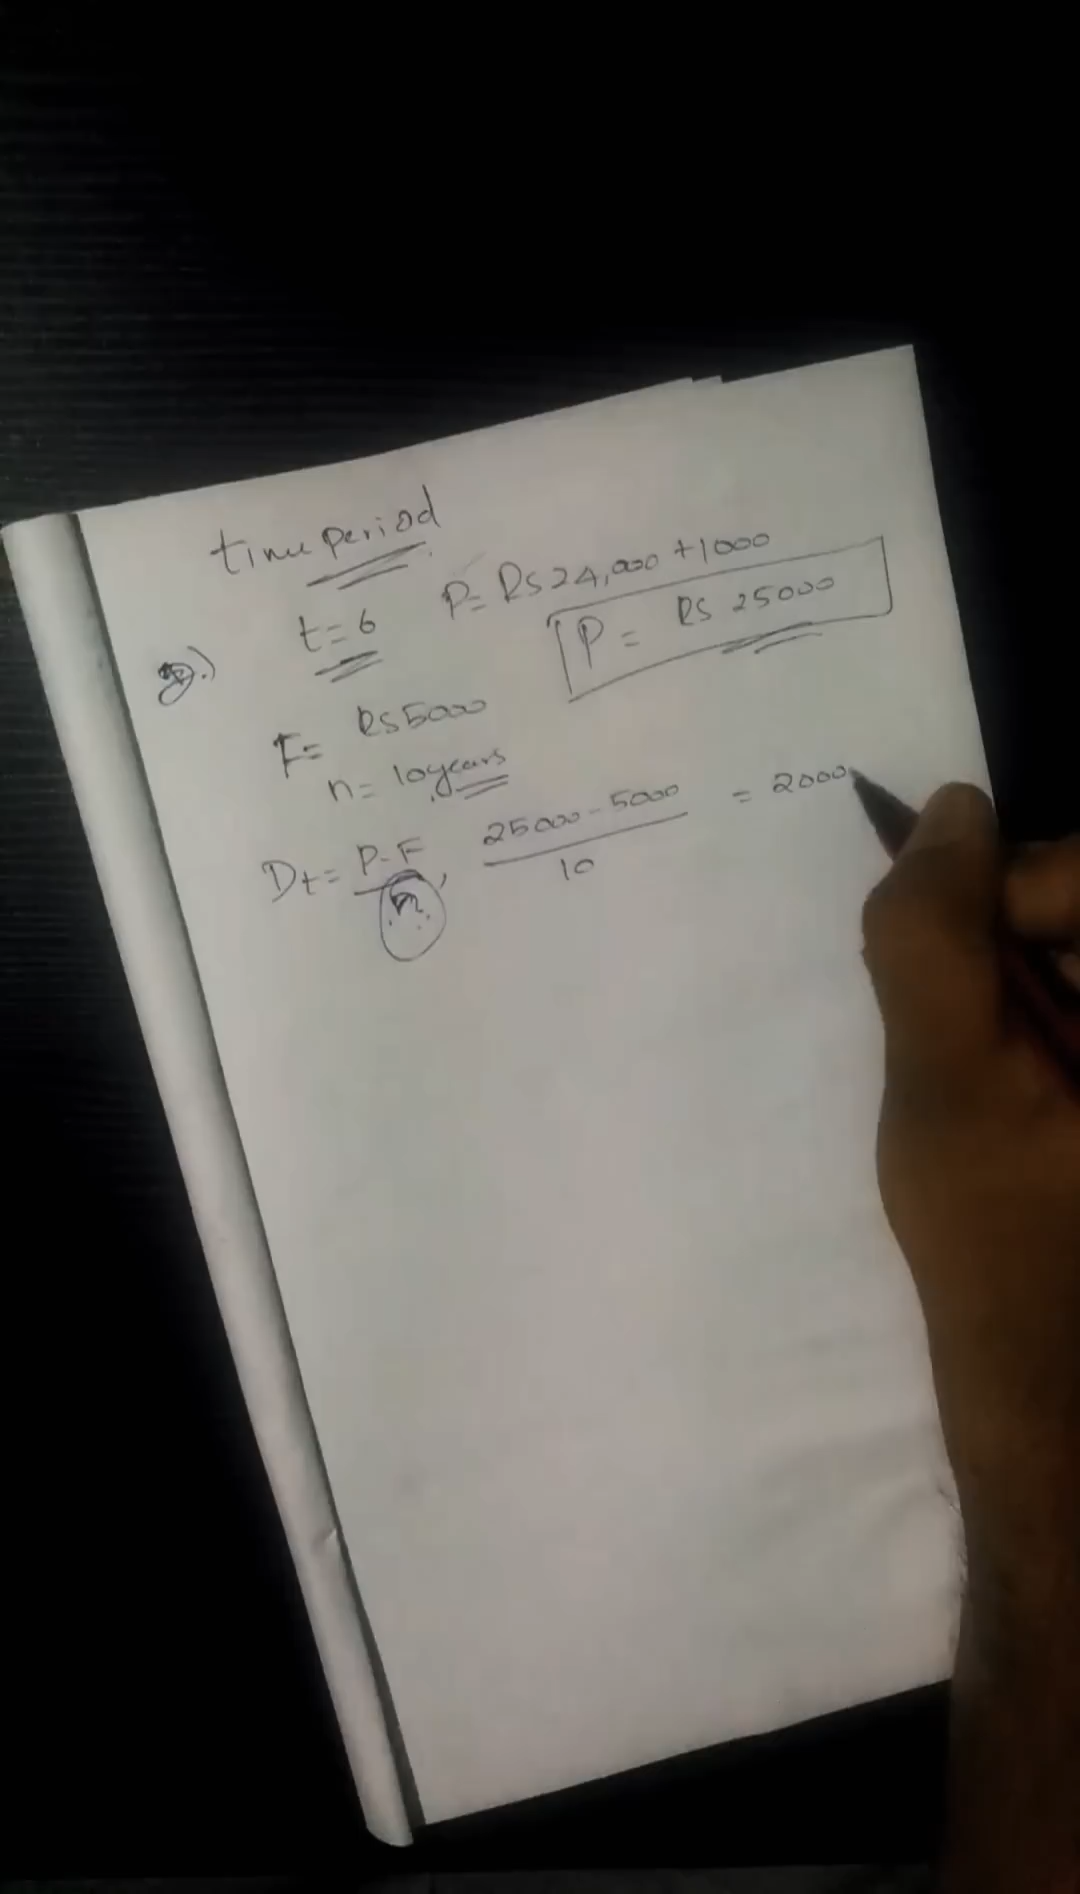 time period
t = 6 P = RS 24,000 + 1000
P = RS 25000
F = RS 5000
n = 10 years
Dt = P - F / n, 25000 - 5000 / 10 = 2000